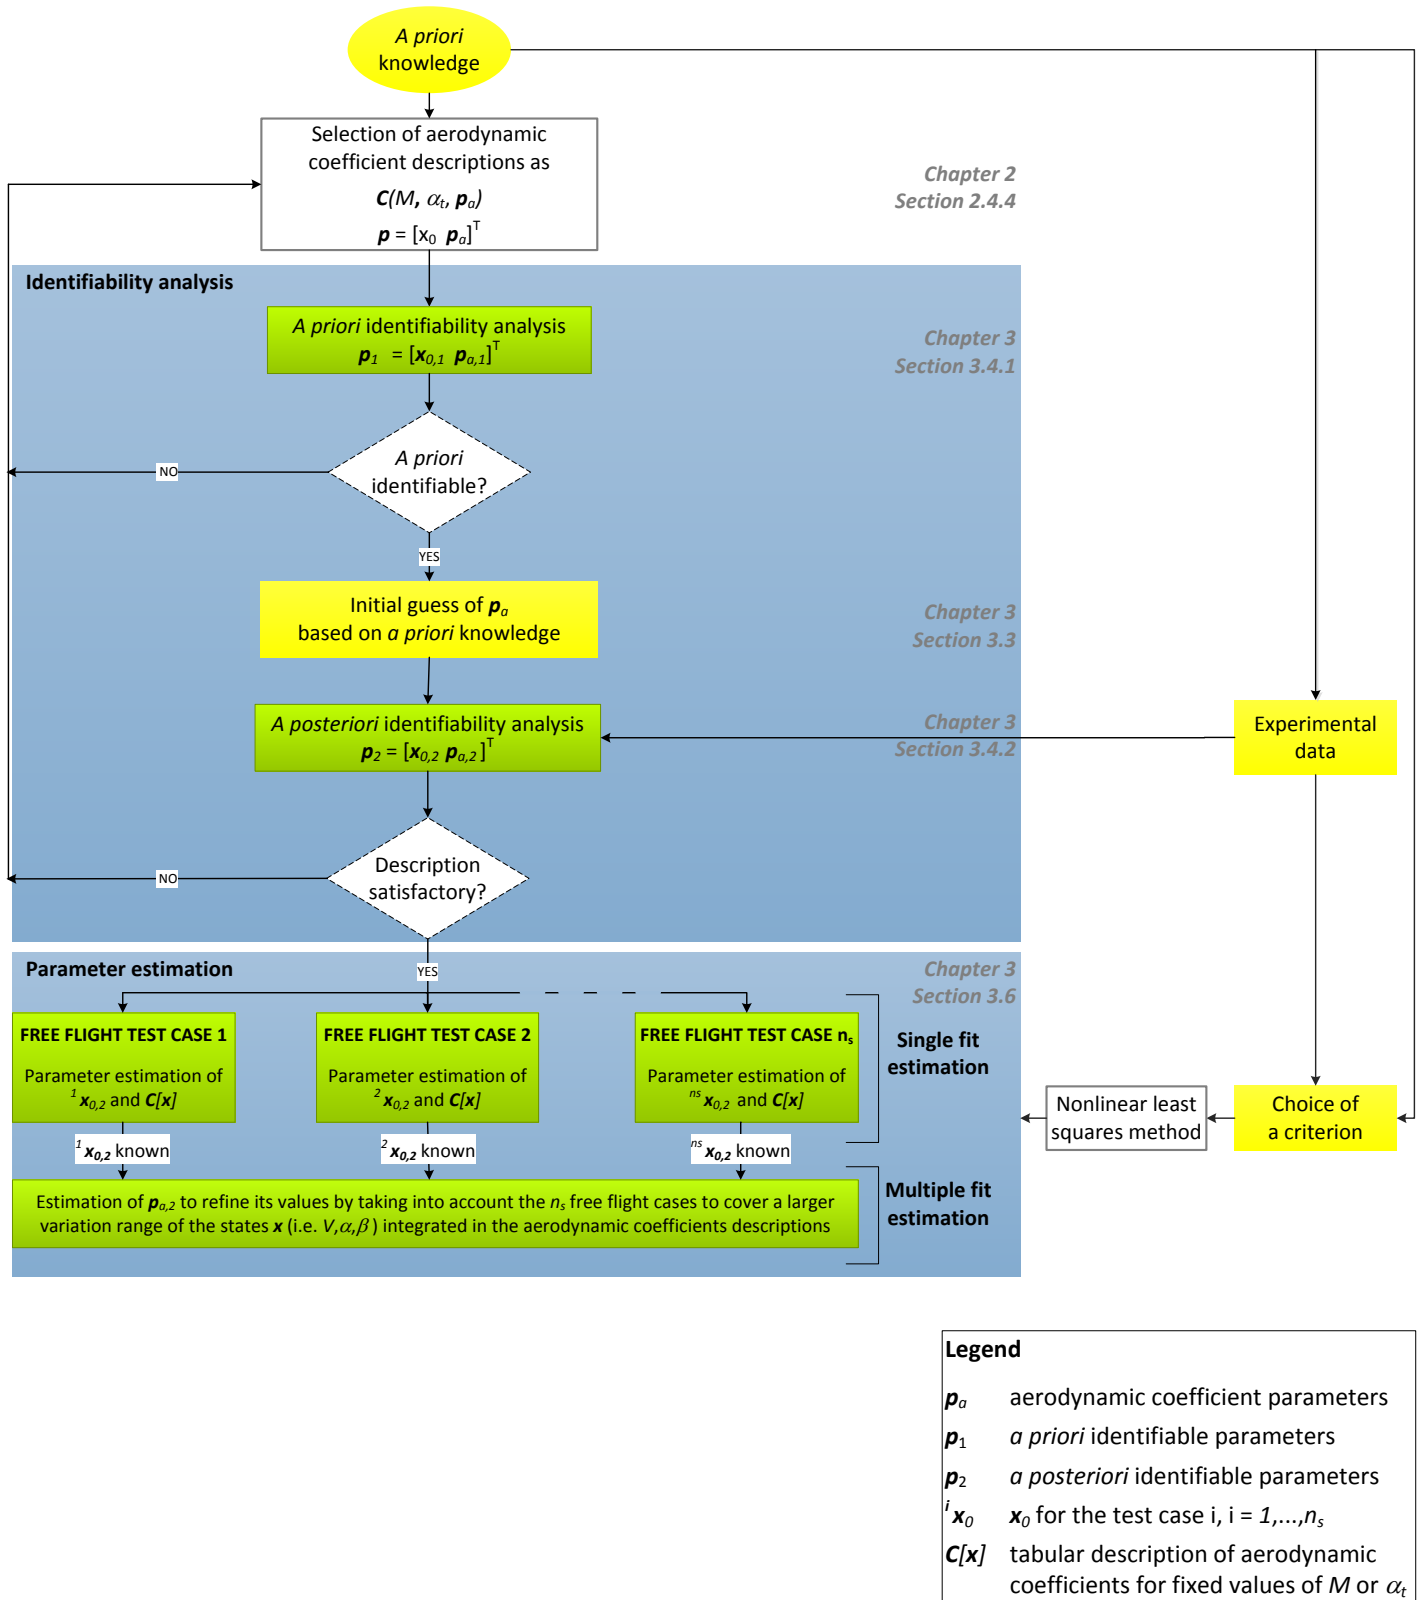 A priori
knowledge
Selection of aerodynamic
coefficient descriptions as
C(M, αt, pa)
p = [x0 pa]T
Chapter 2
Section 2.4.4
Identifiability analysis
A priori identifiability analysis
p1 = [x0,1 pa,1]T
Chapter 3
Section 3.4.1
A priori
identifiable?
NO
YES
Initial guess of pa
based on a priori knowledge
Chapter 3
Section 3.3
A posteriori identifiability analysis
p2 = [x0,2 pa,2]T
Chapter 3
Section 3.4.2
Experimental
data
Description
satisfactory?
NO
YES
Parameter estimation
Chapter 3
Section 3.6
FREE FLIGHT TEST CASE 1
Parameter estimation of
1x0,2 and C[x]
FREE FLIGHT TEST CASE 2
Parameter estimation of
2x0,2 and C[x]
FREE FLIGHT TEST CASE ns
Parameter estimation of
nsx0,2 and C[x]
Single fit
estimation
Nonlinear least
squares method
Choice of
a criterion
1x0,2 known
2x0,2 known
nsx0,2 known
Estimation of pa,2 to refine its values by taking into account the ns free flight cases to cover a larger
variation range of the states x (i.e. V,α,β ) integrated in the aerodynamic coefficients descriptions
Multiple fit
estimation
Legend
pa aerodynamic coefficient parameters
p1 a priori identifiable parameters
p2 a posteriori identifiable parameters
ix0 x0 for the test case i, i = 1,...,ns
C[x] tabular description of aerodynamic
coefficients for fixed values of M or αt